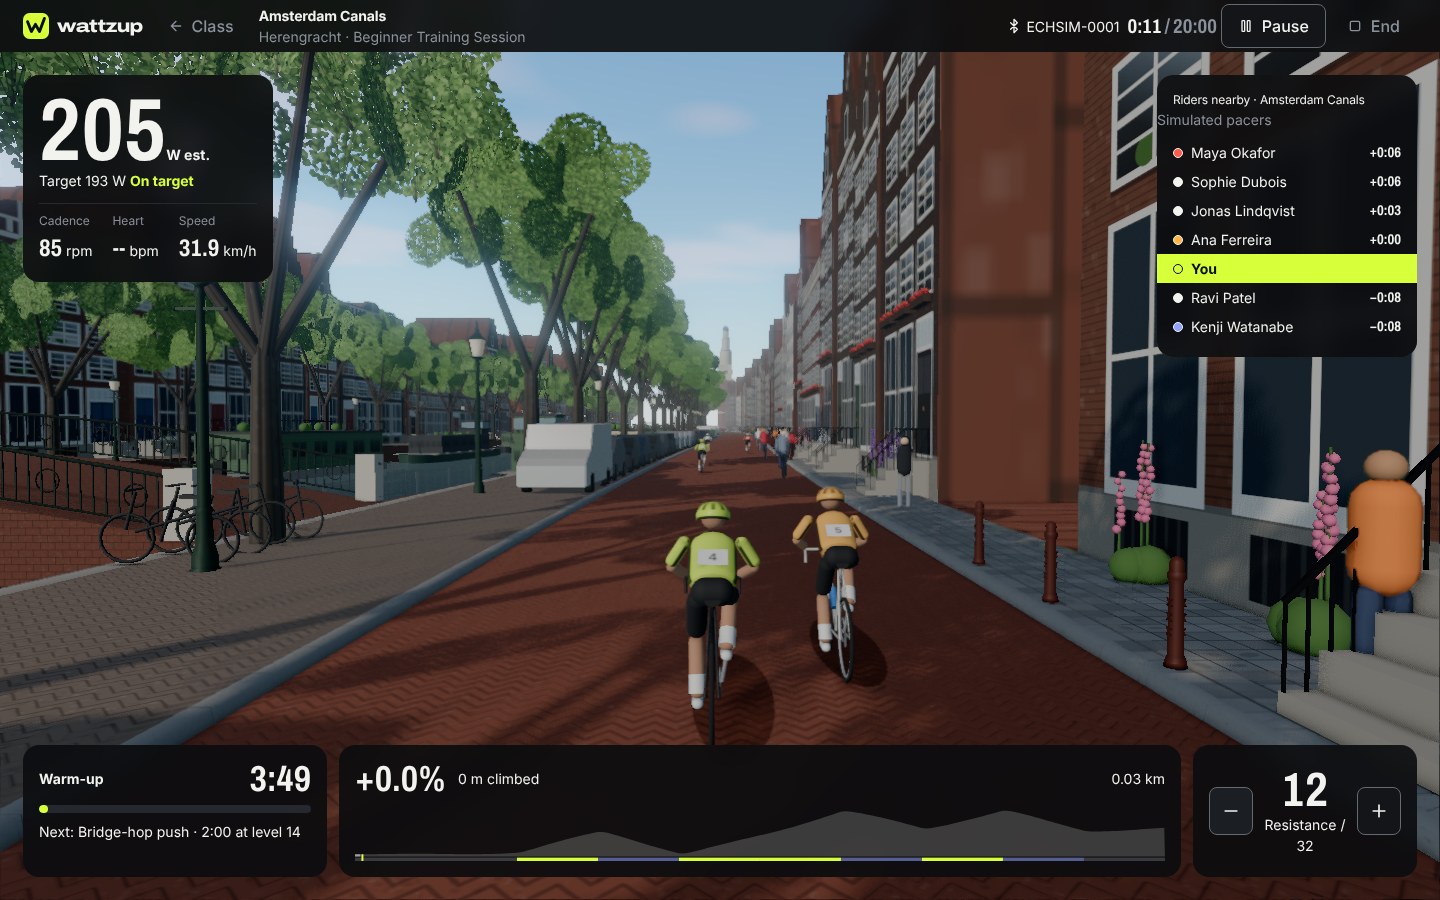 wattzup
Class
Amsterdam Canals
Herengracht · Beginner Training Session
ECHSIM-0001 0:11 / 20:00
Pause
End
205 W est.
Target 193 W On target
Cadence Heart Speed
85 rpm -- bpm 31.9 km/h
Riders nearby · Amsterdam Canals
Simulated pacers
Maya Okafor +0:06
Sophie Dubois +0:06
Jonas Lindqvist +0:03
Ana Ferreira +0:00
You
Ravi Patel −0:08
Kenji Watanabe −0:08
4
5
Warm-up 3:49
Next: Bridge-hop push · 2:00 at level 14
+0.0% 0 m climbed 0.03 km
− 12 +
Resistance /
32